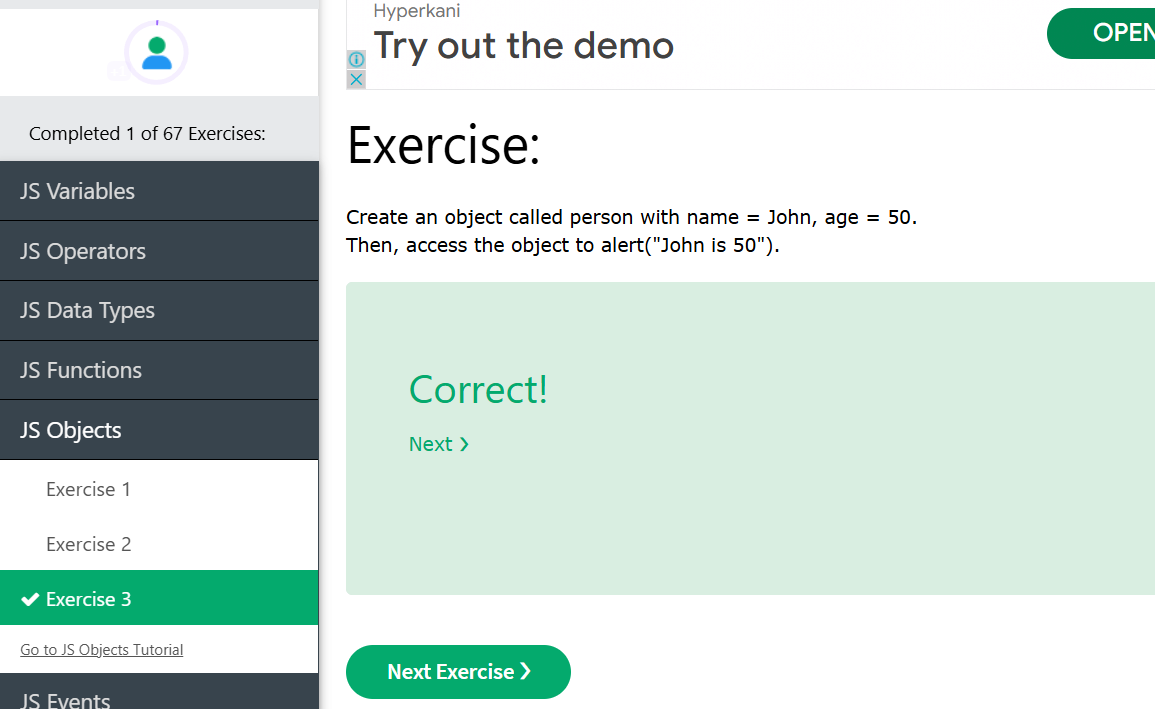 Completed 1 of 67 Exercises:
JS Variables
JS Operators
JS Data Types
JS Functions
JS Objects
Exercise 1
Exercise 2
Exercise 3
Go to JS Objects Tutorial
JS Events
Hyperkani
Try out the demo
OPEN
Exercise:
Create an object called person with name = John, age = 50.
Then, access the object to alert("John is 50").
Correct!
Next ❯
Next Exercise ❯